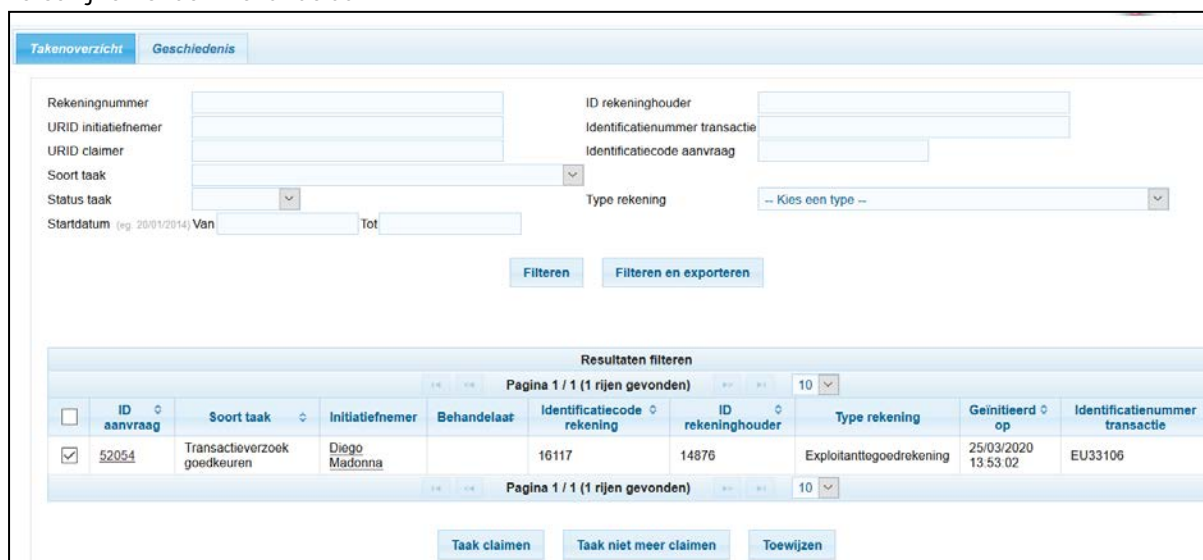 Takenoverzicht Geschiedenis
Rekeningnummer ID rekeninghouder
URID initiatiefnemer Identificatienummer transactie
URID claimer Identificatiecode aanvraag
Soort taak
Status taak Type rekening -- Kies een type --
Startdatum (eg. 20/01/2014) Van Tot
Filteren Filteren en exporteren
Resultaten filteren
Pagina 1 / 1 (1 rijen gevonden) 10
ID aanvraag Soort taak Initiatiefnemer Behandelaar Identificatiecode rekening ID rekeninghouder Type rekening Geïnitieerd op Identificatienummer transactie
52054 Transactieverzoek goedkeuren Diego Madonna 16117 14876 Exploitanttegoedrekening 25/03/2020 13:53:02 EU33106
Pagina 1 / 1 (1 rijen gevonden) 10
Taak claimen Taak niet meer claimen Toewijzen